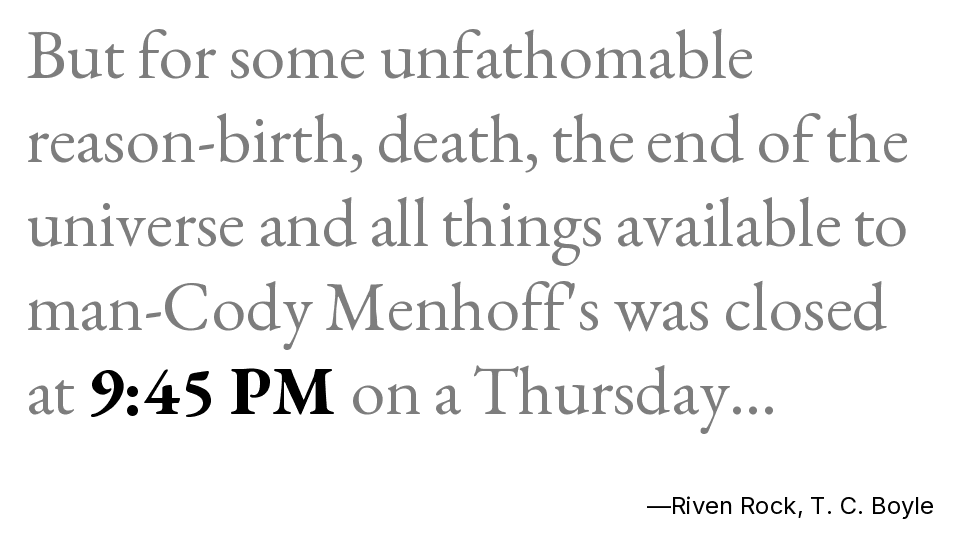 But for some unfathomable
reason-birth, death, the end of the
universe and all things available to
man-Cody Menhoff's was closed
at 9:45 PM on a Thursday...
—Riven Rock, T. C. Boyle